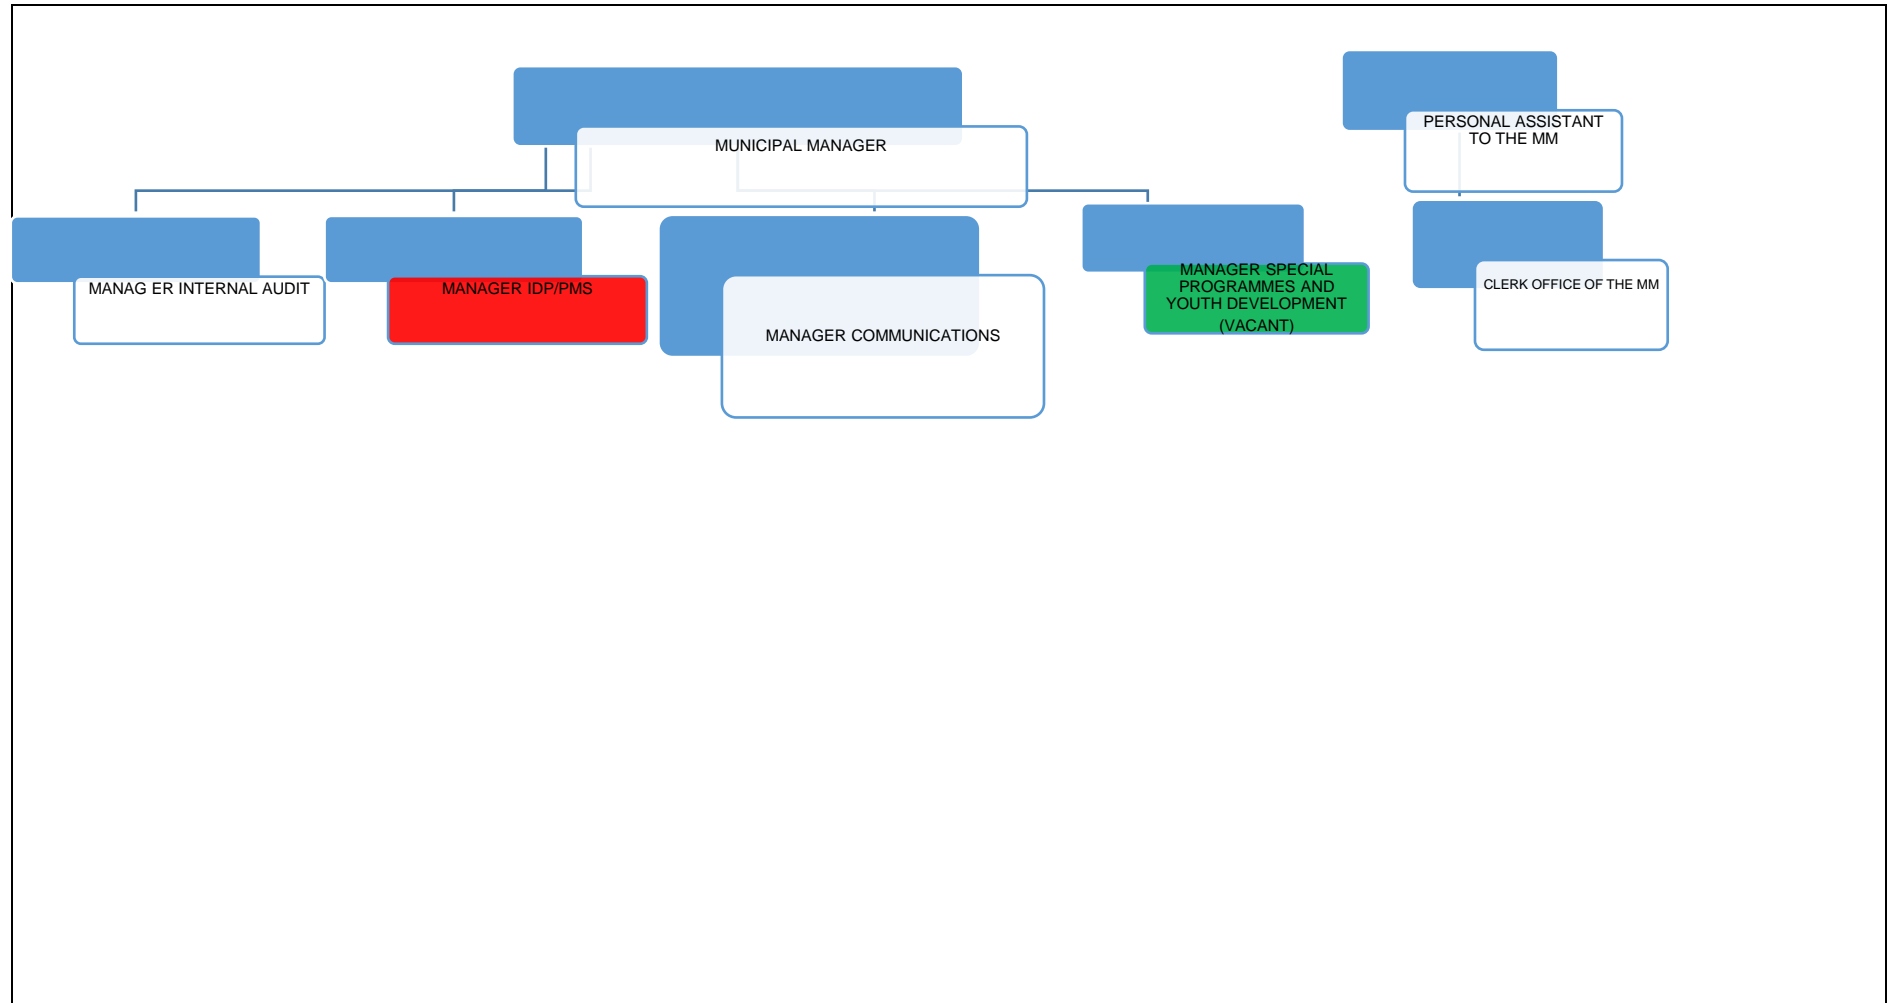 MUNICIPAL MANAGER
PERSONAL ASSISTANT
TO THE MM
MANAG ER INTERNAL AUDIT
MANAGER IDP/PMS
MANAGER COMMUNICATIONS
MANAGER SPECIAL
PROGRAMMES AND
YOUTH DEVELOPMENT
(VACANT)
CLERK OFFICE OF THE MM